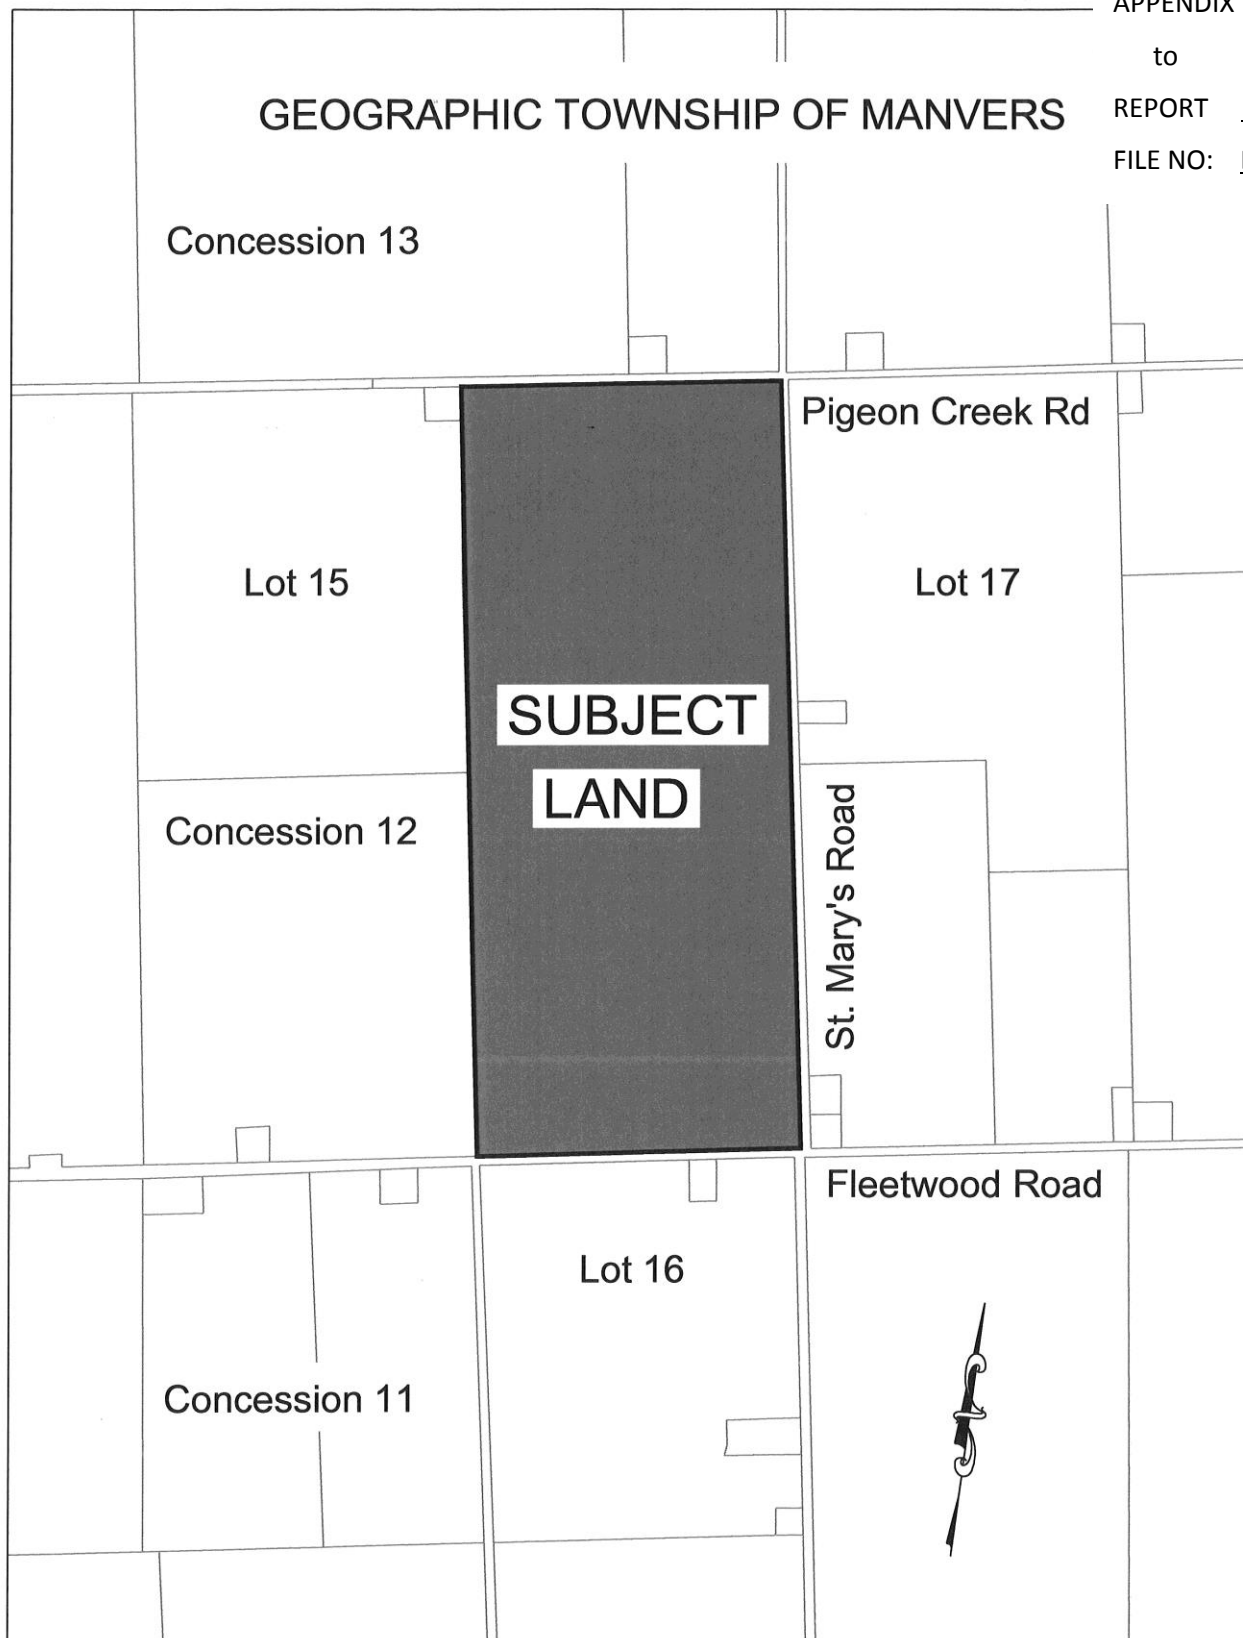 APPENDIX
to
REPORT
FILE NO:
GEOGRAPHIC TOWNSHIP OF MANVERS
Concession 13
Pigeon Creek Rd
Lot 15
Lot 17
SUBJECT
LAND
Concession 12
St. Mary's Road
Fleetwood Road
Lot 16
Concession 11